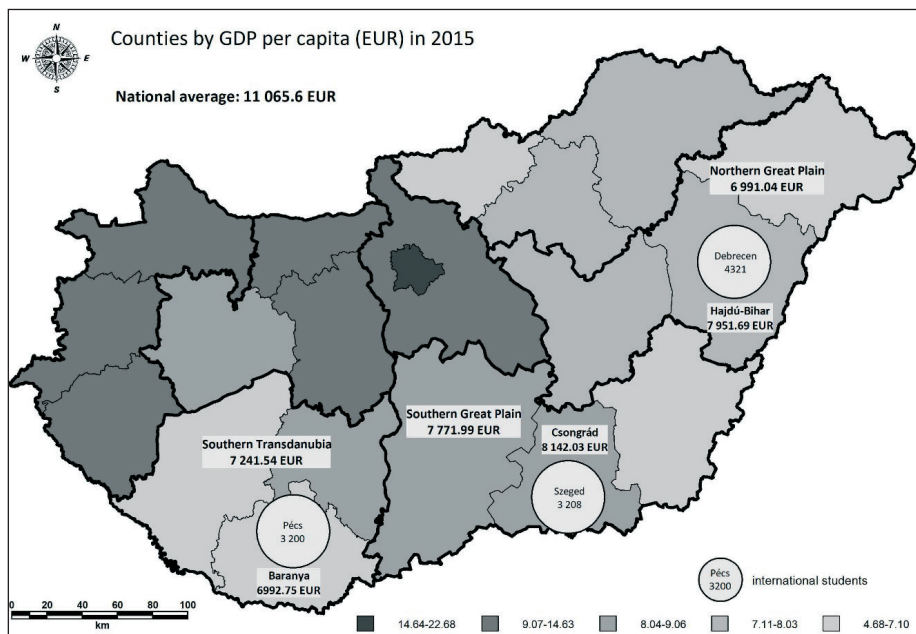 N
W E
S
Counties by GDP per capita (EUR) in 2015
National average: 11 065.6 EUR
Northern Great Plain
6 991.04 EUR
Debrecen
4321
Hajdú-Bihar
7 951.69 EUR
Southern Great Plain
7 771.99 EUR
Csongrád
8 142.03 EUR
Southern Transdanubia
7 241.54 EUR
Szeged
3 208
Pécs
3 200
Baranya
6992.75 EUR
Pécs
3200
international students
0 20 40 60 80 100
km
14.64-22.68 9.07-14.63 8.04-9.06 7.11-8.03 4.68-7.10